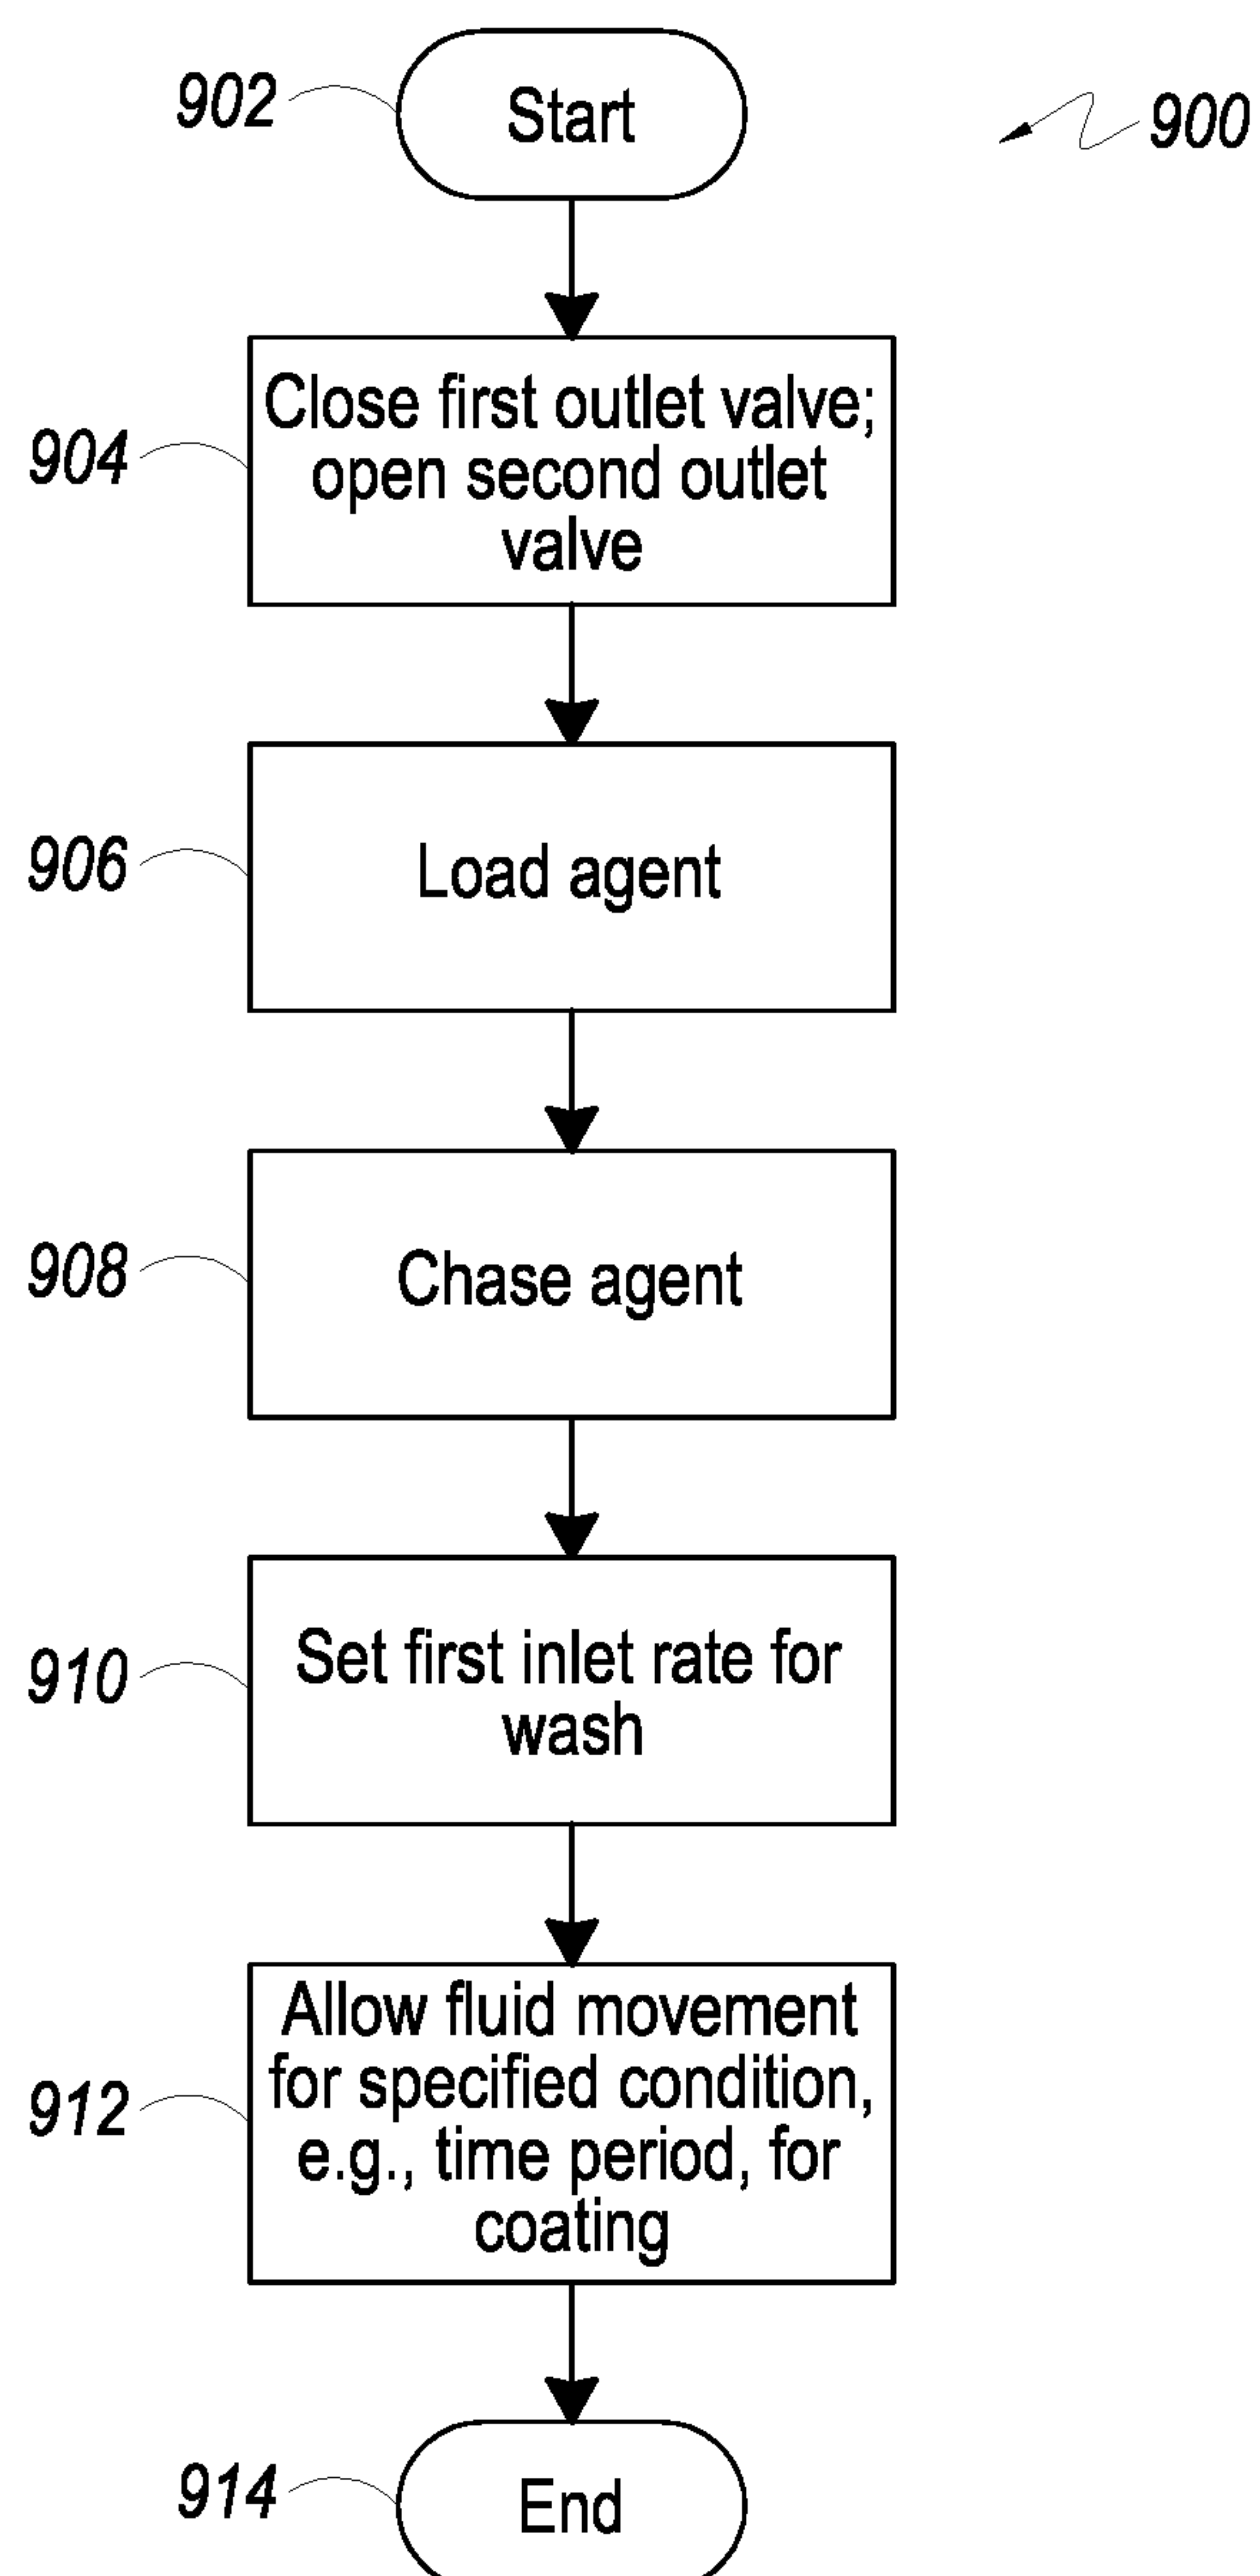 902
Start
900
904
Close first outlet valve;
open second outlet
valve
906
Load agent
908
Chase agent
910
Set first inlet rate for
wash
912
Allow fluid movement
for specified condition,
e.g., time period, for
coating
914
End